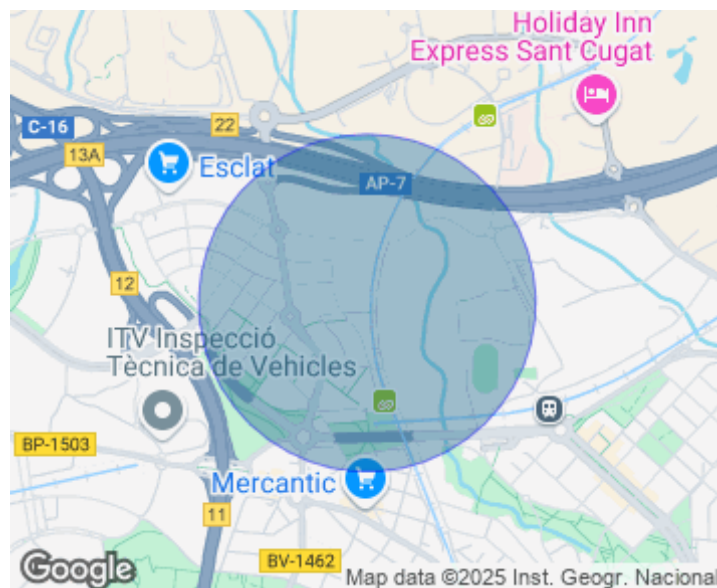 Holiday Inn
Express Sant Cugat
C-16
22
13A
Esclat
AP-7
12
ITV Inspecció
Tècnica de Vehicles
BP-1503
Mercantic
11
BV-1462
Google
Map data ©2025 Inst. Geogr. Nacional